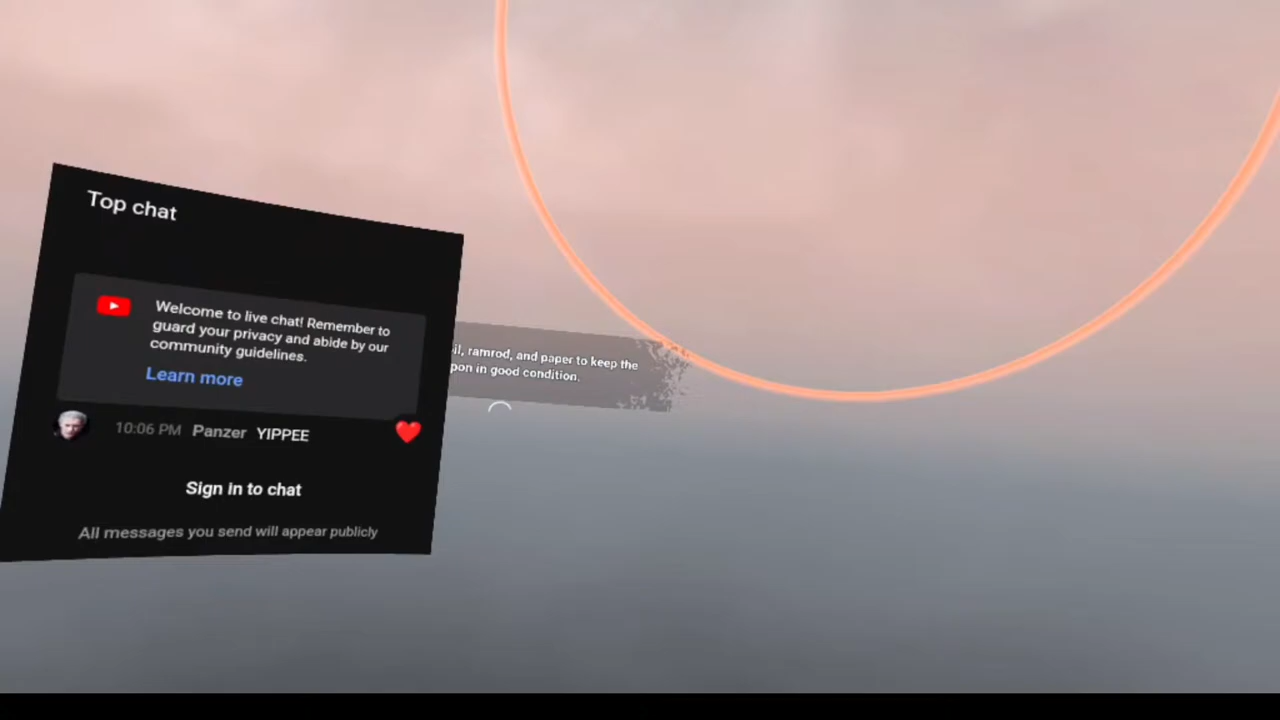 Top chat
Welcome to live chat! Remember to
guard your privacy and abide by our
community guidelines.
Learn more
10:06 PM Panzer YIPPEE
Sign in to chat
All messages you send will appear publicly
ramrod, and paper to keep the
in good condition.